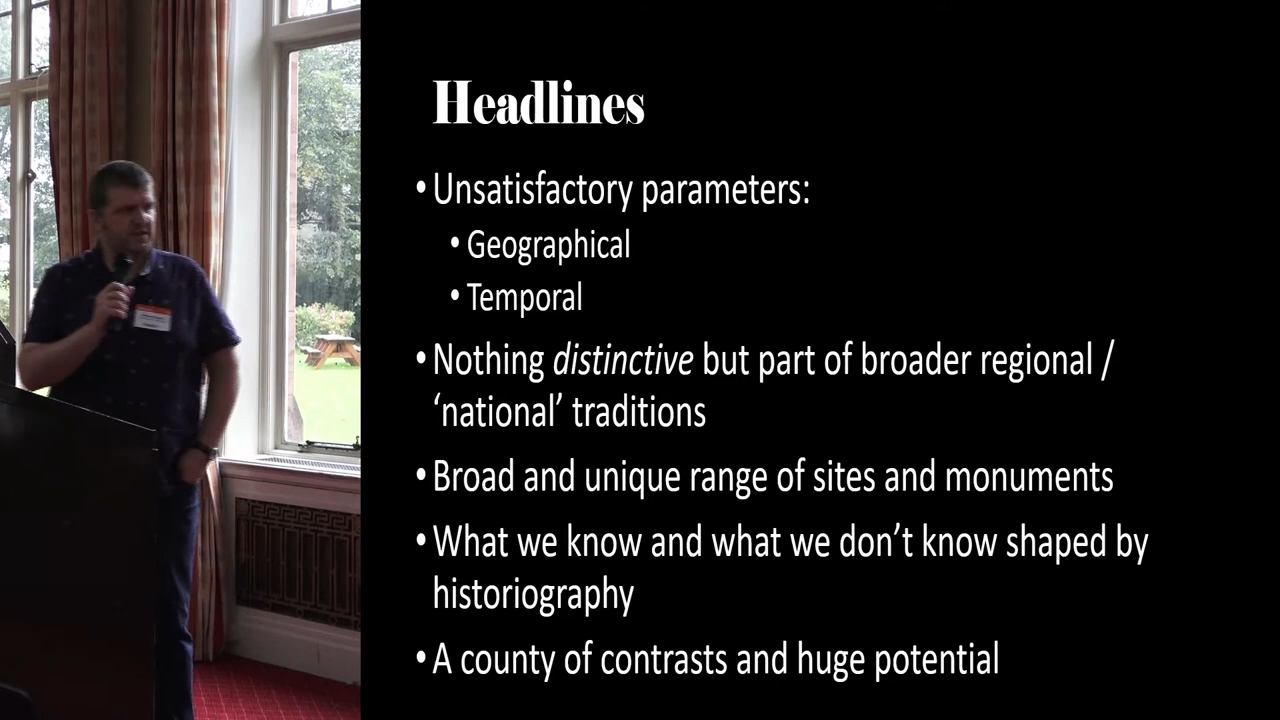 Headlines
•Unsatisfactory parameters:
•Geographical
•Temporal
•Nothing distinctive but part of broader regional /
‘national’ traditions
•Broad and unique range of sites and monuments
•What we know and what we don’t know shaped by
historiography
•A county of contrasts and huge potential